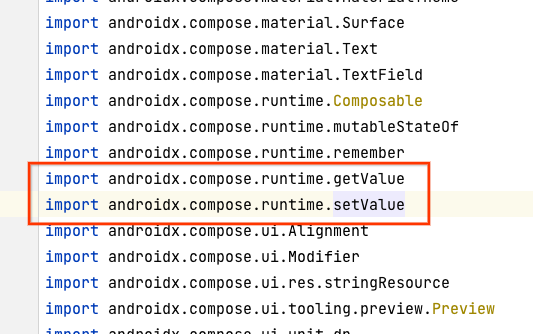 import androidx.compose.material.Surface
import androidx.compose.material.Text
import androidx.compose.material.TextField
import androidx.compose.runtime.Composable
import androidx.compose.runtime.mutableStateOf
import androidx.compose.runtime.remember
import androidx.compose.runtime.getValue
import androidx.compose.runtime.setValue
import androidx.compose.ui.Alignment
import androidx.compose.ui.Modifier
import androidx.compose.ui.res.stringResource
import androidx.compose.ui.tooling.preview.Preview
import androidx.compose.ui.unit.dp